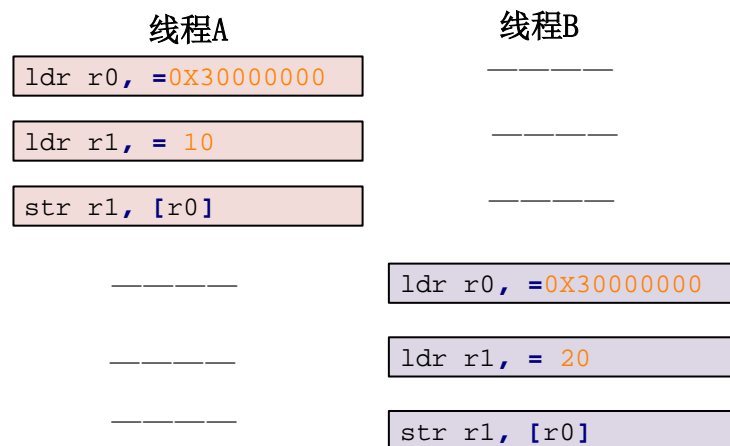 线程A
线程B
ldr r0, =0X30000000
ldr r1, = 10
str r1, [r0]
ldr r0, =0X30000000
ldr r1, = 20
str r1, [r0]